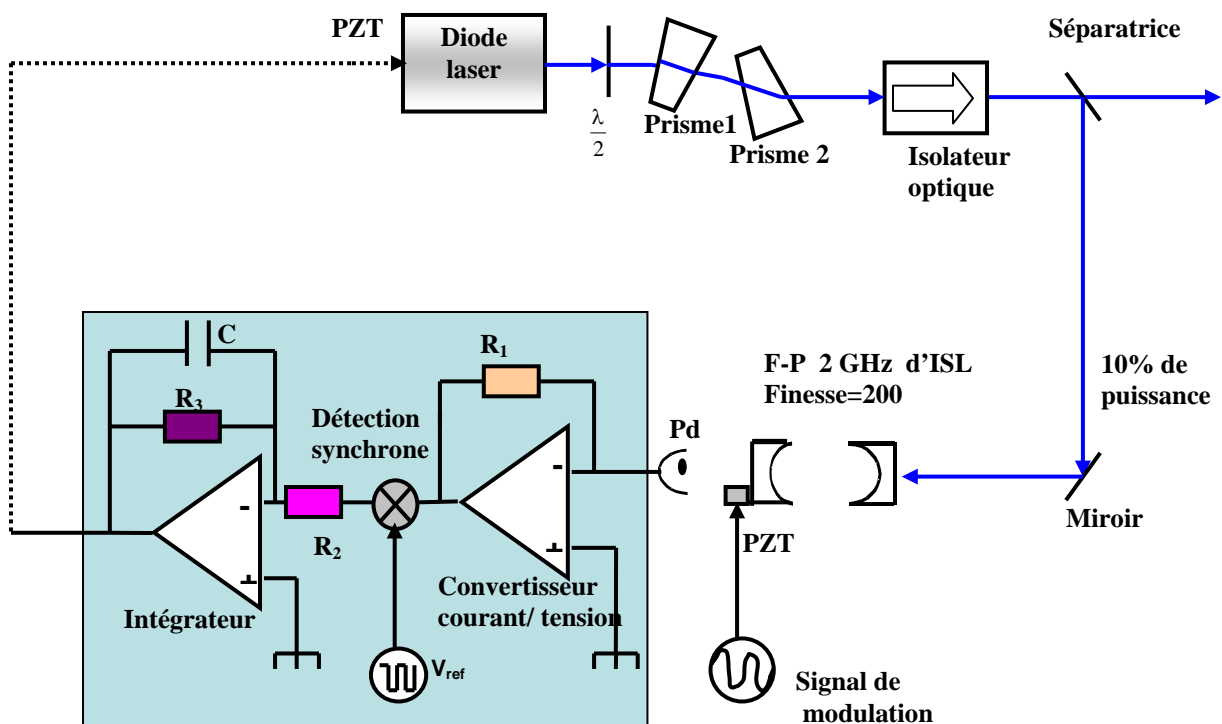 PZT
Diode
laser
Séparatrice
λ/2
Prisme1
Prisme 2
Isolateur
optique
C
R1
R3
F-P 2 GHz d'ISL
Finesse=200
10% de
puissance
Détection
synchrone
Pd
-
-
R2
Miroir
PZT
+
+
Convertisseur
courant/ tension
Intégrateur
Vref
Signal de
modulation